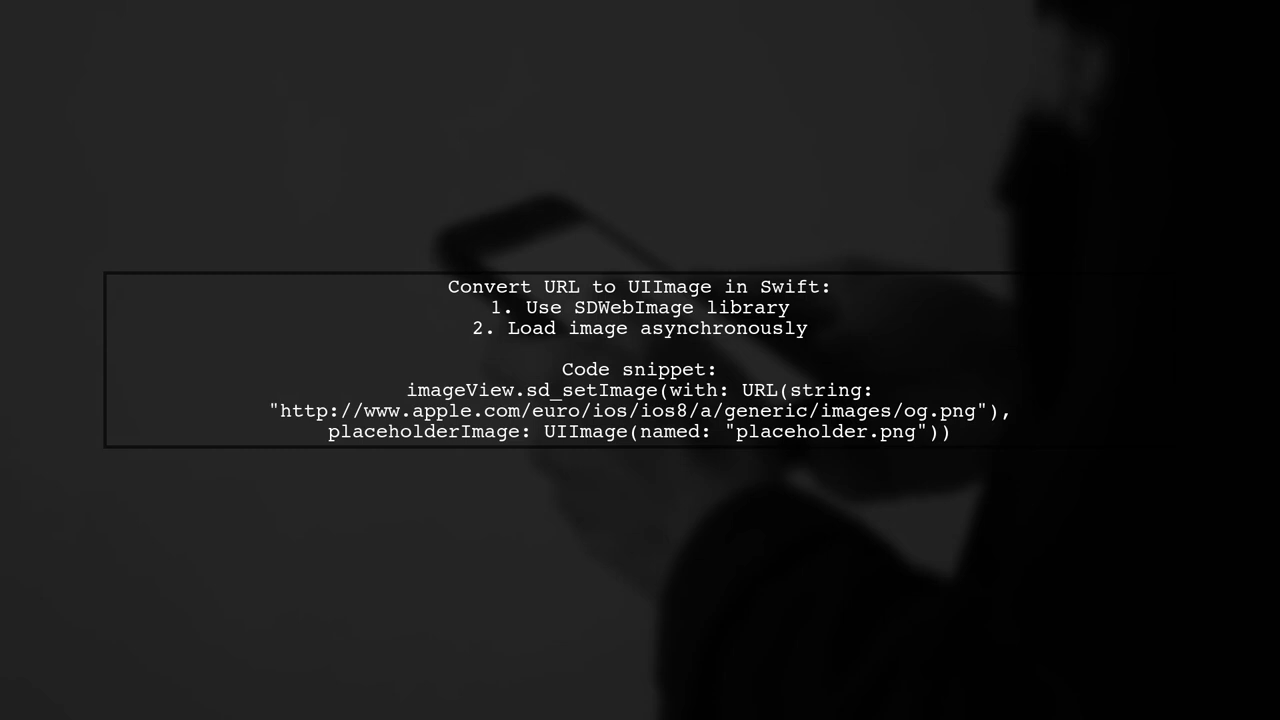 Convert URL to UIImage in Swift:
1. Use SDWebImage library
2. Load image asynchronously
Code snippet:
imageView.sd_setImage(with: URL(string:
"http://www.apple.com/euro/ios/ios8/a/generic/images/og.png"),
placeholderImage: UIImage(named: "placeholder.png"))